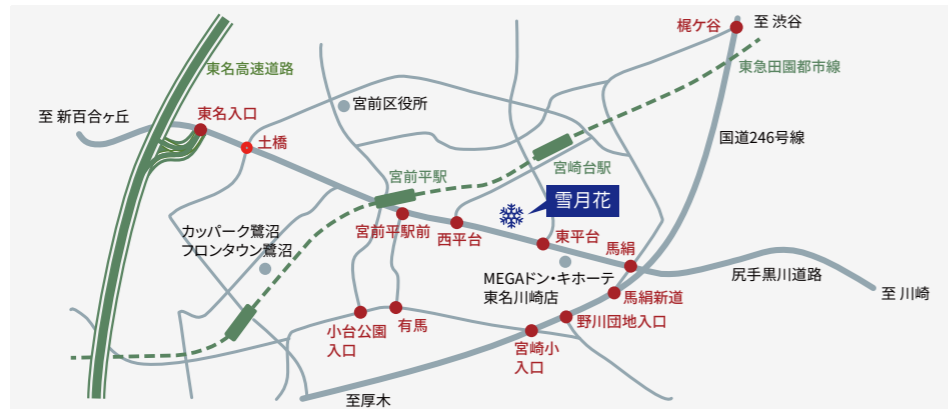 梶ケ谷
至 渋谷
東急田園都市線
東名高速道路
宮前区役所
東名入口
至 新百合ヶ丘
土橋
国道246号線
宮前平駅
宮崎台駅
雪月花
カッパーク鷺沼
フロンタウン鷺沼
宮前平駅前
西平台
東平台
馬絹
MEGAドン・キホーテ
東名川崎店
尻手黒川道路
至 川崎
馬絹新道
小台公園
入口
有馬
野川団地入口
宮崎小
入口
至厚木